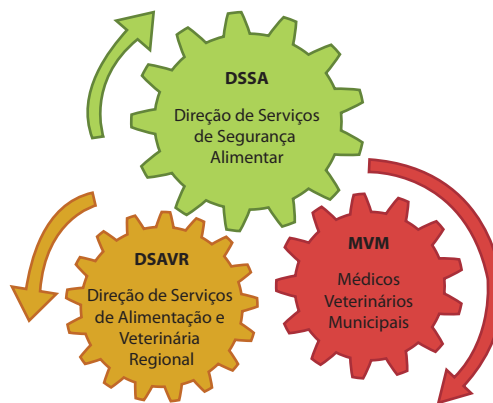 DSSA
Direção de Serviços
de Segurança
Alimentar
DSAVR
Direção de Serviços
de Alimentação e
Veterinária
Regional
MVM
Médicos
Veterinários
Municipais